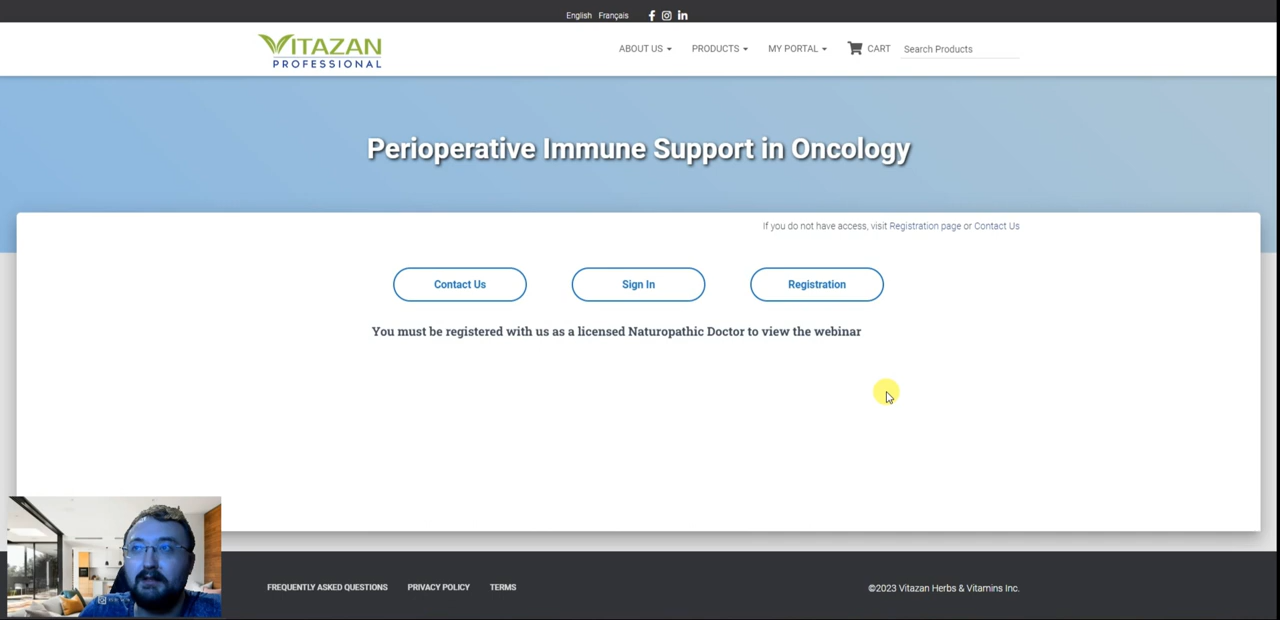 English Français
VITAZAN
PROFESSIONAL
ABOUT US PRODUCTS MY PORTAL CART Search Products
Perioperative Immune Support in Oncology
If you do not have access, visit Registration page or Contact Us
Contact Us Sign In Registration
You must be registered with us as a licensed Naturopathic Doctor to view the webinar
FREQUENTLY ASKED QUESTIONS PRIVACY POLICY TERMS ©2023 Vitazan Herbs & Vitamins Inc.